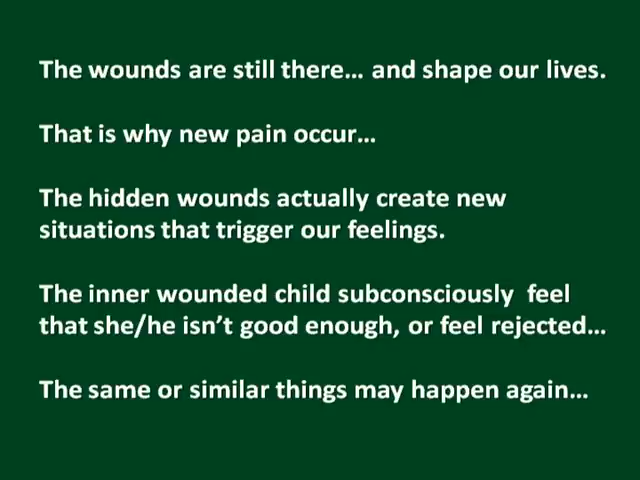 The wounds are still there… and shape our lives.
That is why new pain occur…
The hidden wounds actually create new
situations that trigger our feelings.
The inner wounded child subconsciously  feel
that she/he isn’t good enough, or feel rejected…
The same or similar things may happen again…